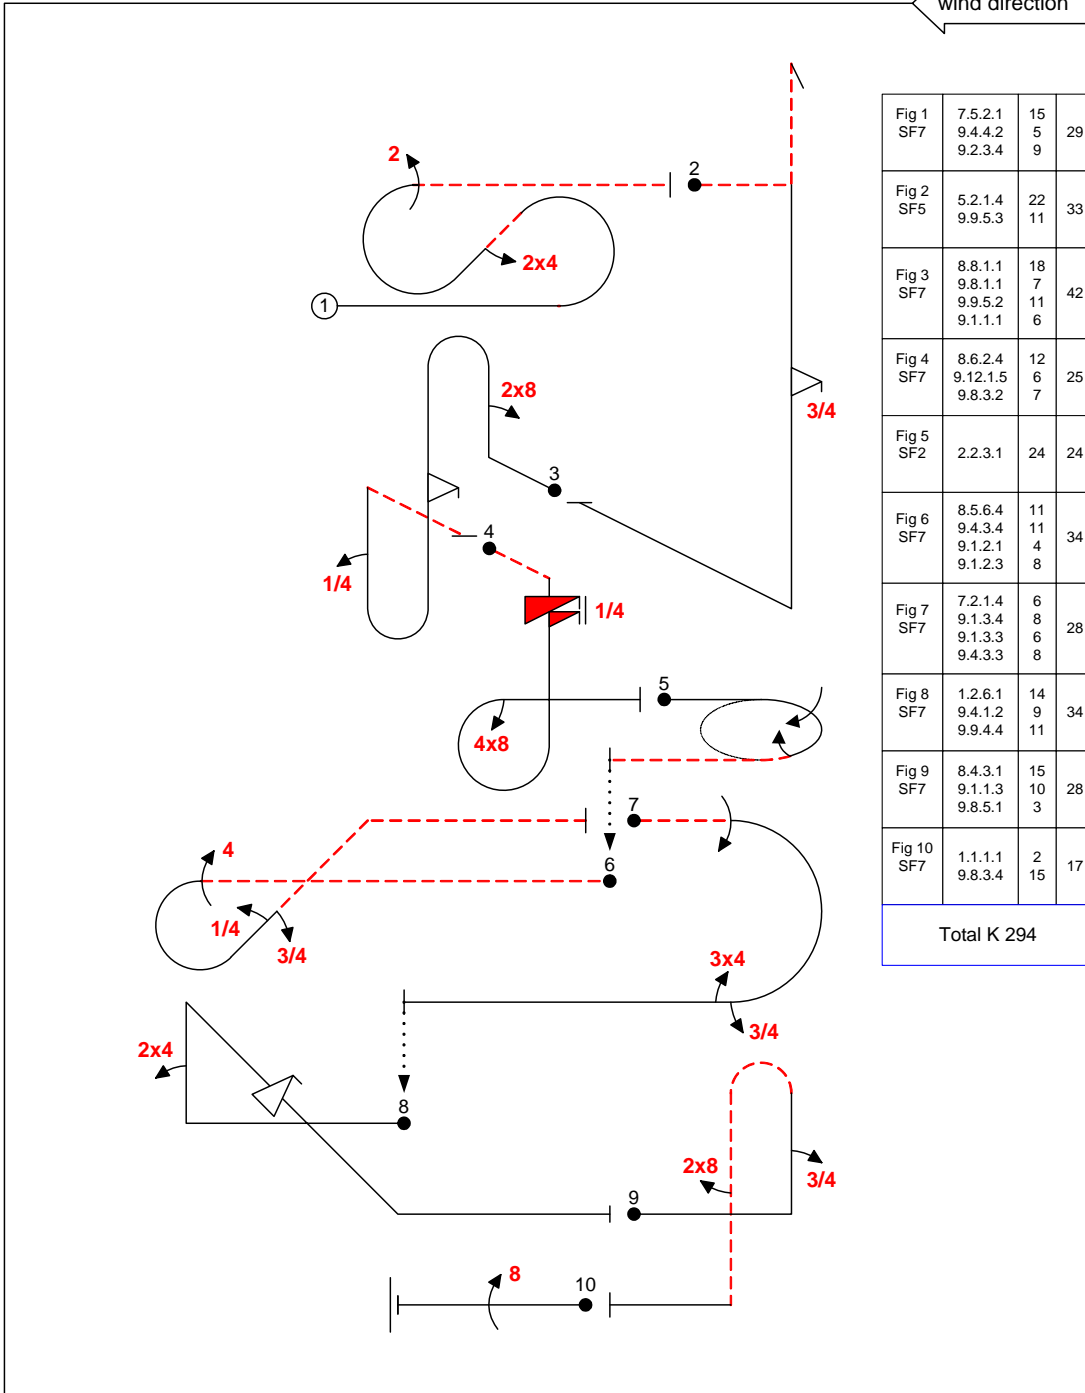 wind direction
2
2
2x4
1
3/4
2x8
3
4
1/4
1/4
5
4x8
7
4
6
1/4
3/4
3x4
3/4
2x4
8
2x8
3/4
9
8
10
Fig 1 SF7 7.5.2.1 15 29
9.4.4.2 5
9.2.3.4 9
Fig 2 SF5 5.2.1.4 22 33
9.9.5.3 11
Fig 3 SF7 8.8.1.1 18 42
9.8.1.1 7
9.9.5.2 11
9.1.1.1 6
Fig 4 SF7 8.6.2.4 12 25
9.12.1.5 6
9.8.3.2 7
Fig 5 SF2 2.2.3.1 24 24
Fig 6 SF7 8.5.6.4 11 34
9.4.3.4 11
9.1.2.1 4
9.1.2.3 8
Fig 7 SF7 7.2.1.4 6 28
9.1.3.4 8
9.1.3.3 6
9.4.3.3 8
Fig 8 SF7 1.2.6.1 14 34
9.4.1.2 9
9.9.4.4 11
Fig 9 SF7 8.4.3.1 15 28
9.1.1.3 10
9.8.5.1 3
Fig 10 SF7 1.1.1.1 2 17
9.8.3.4 15
Total K 294